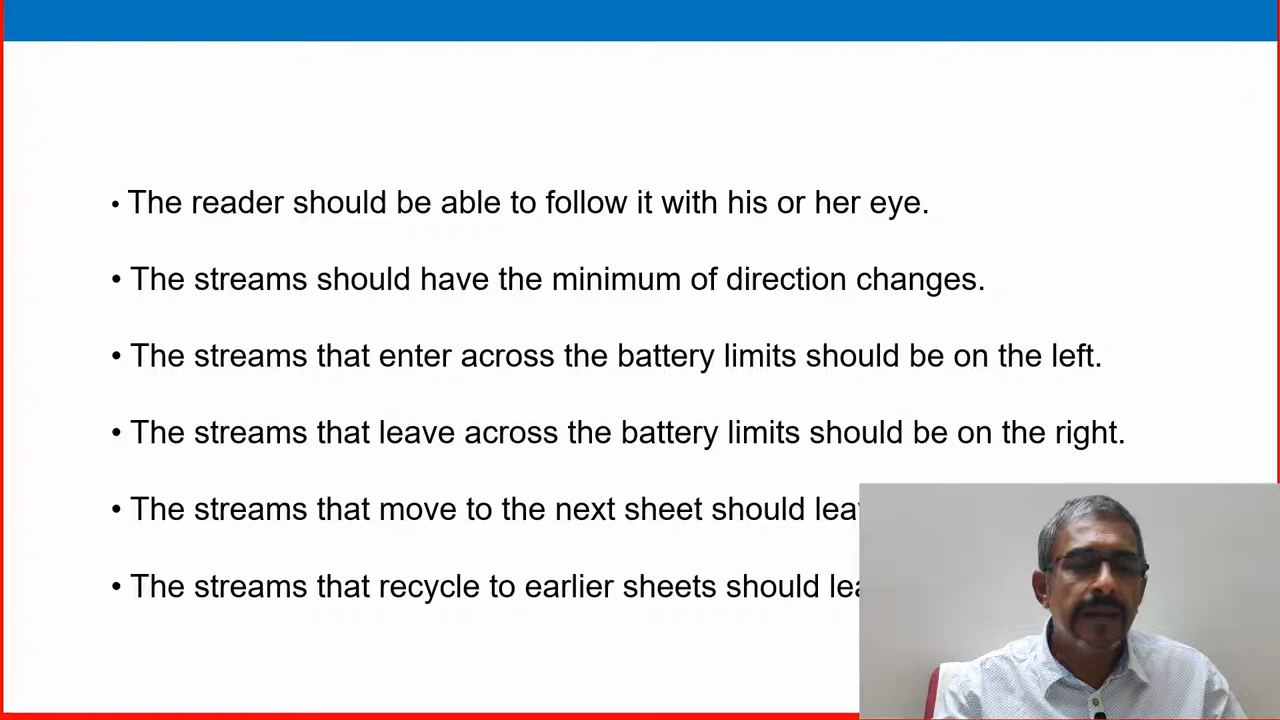 • The reader should be able to follow it with his or her eye.
• The streams should have the minimum of direction changes.
• The streams that enter across the battery limits should be on the left.
• The streams that leave across the battery limits should be on the right.
• The streams that move to the next sheet should
• The streams that recycle to earlier sheets should